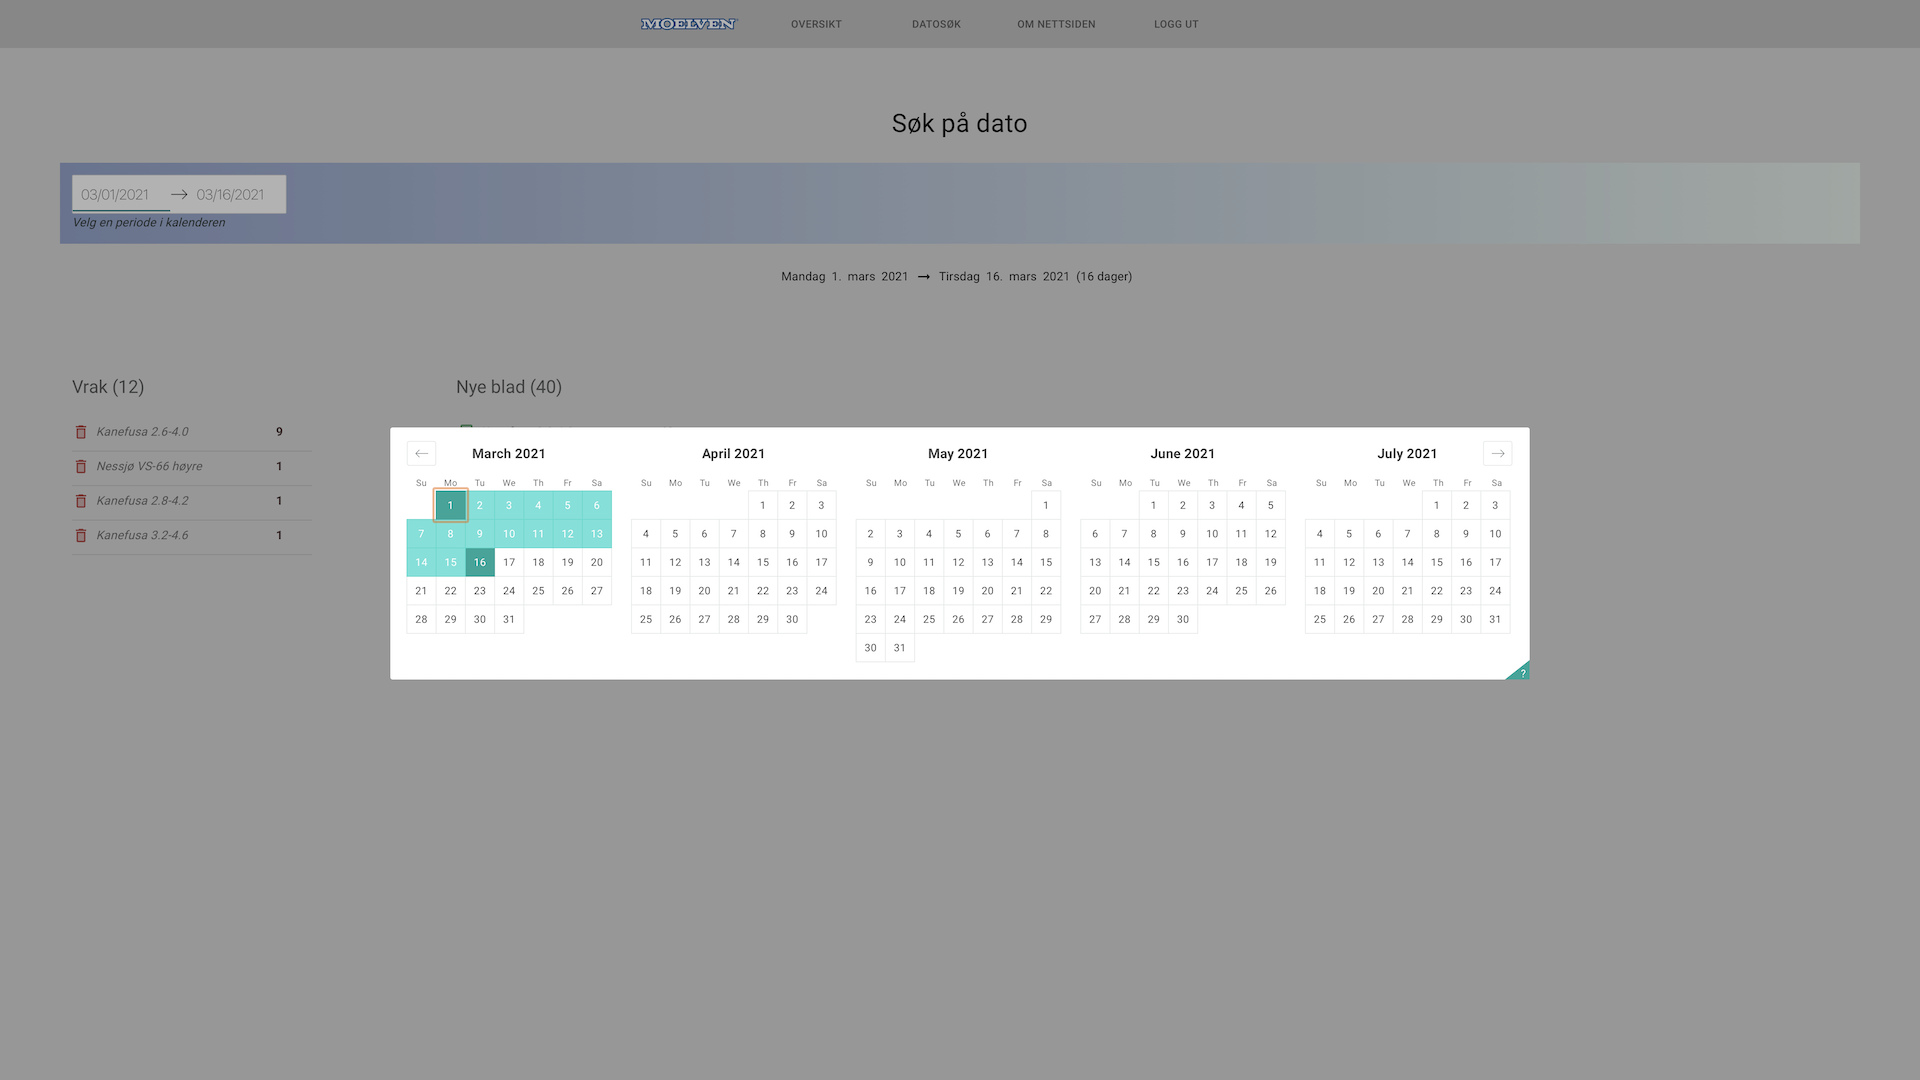 MOELVEN OVERSIKT DATOSØK OM NETTSIDEN LOGG UT
Søk på dato
03/01/2021 → 03/16/2021
Velg en periode i kalenderen
Mandag 1. mars 2021 → Tirsdag 16. mars 2021 (16 dager)
Vrak (12)
Kanefusa 2.6-4.0 9
Nessjø VS-66 høyre 1
Kanefusa 2.8-4.2 1
Kanefusa 3.2-4.6 1
Nye blad (40)
March 2021
Su Mo Tu We Th Fr Sa
1 2 3 4 5 6
7 8 9 10 11 12 13
14 15 16 17 18 19 20
21 22 23 24 25 26 27
28 29 30 31
April 2021
Su Mo Tu We Th Fr Sa
1 2 3
4 5 6 7 8 9 10
11 12 13 14 15 16 17
18 19 20 21 22 23 24
25 26 27 28 29 30
May 2021
Su Mo Tu We Th Fr Sa
1
2 3 4 5 6 7 8
9 10 11 12 13 14 15
16 17 18 19 20 21 22
23 24 25 26 27 28 29
30 31
June 2021
Su Mo Tu We Th Fr Sa
1 2 3 4 5
6 7 8 9 10 11 12
13 14 15 16 17 18 19
20 21 22 23 24 25 26
27 28 29 30
July 2021
Su Mo Tu We Th Fr Sa
1 2 3
4 5 6 7 8 9 10
11 12 13 14 15 16 17
18 19 20 21 22 23 24
25 26 27 28 29 30 31
?